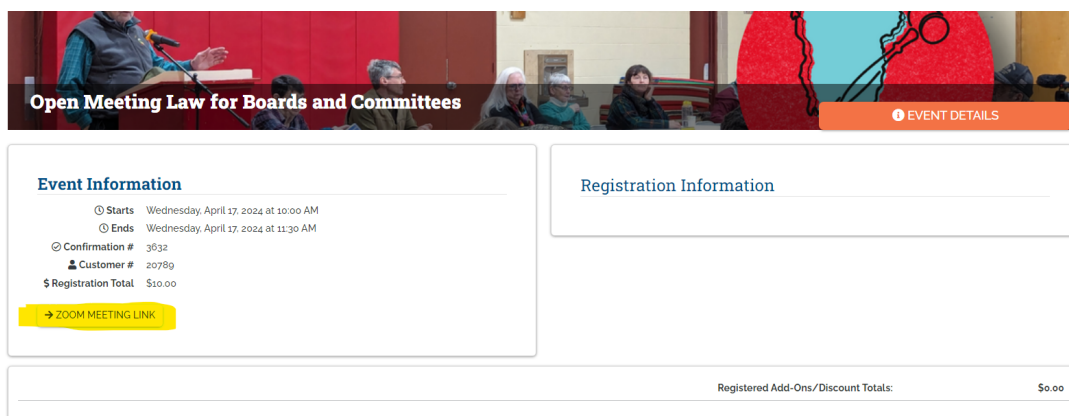 Open Meeting Law for Boards and Committees
EVENT DETAILS
Event Information
Starts Wednesday, April 17, 2024 at 10:00 AM
Ends Wednesday, April 17, 2024 at 11:30 AM
Confirmation # 3632
Customer # 20789
$ Registration Total $10.00
→ ZOOM MEETING LINK
Registration Information
Registered Add-Ons/Discount Totals: $0.00